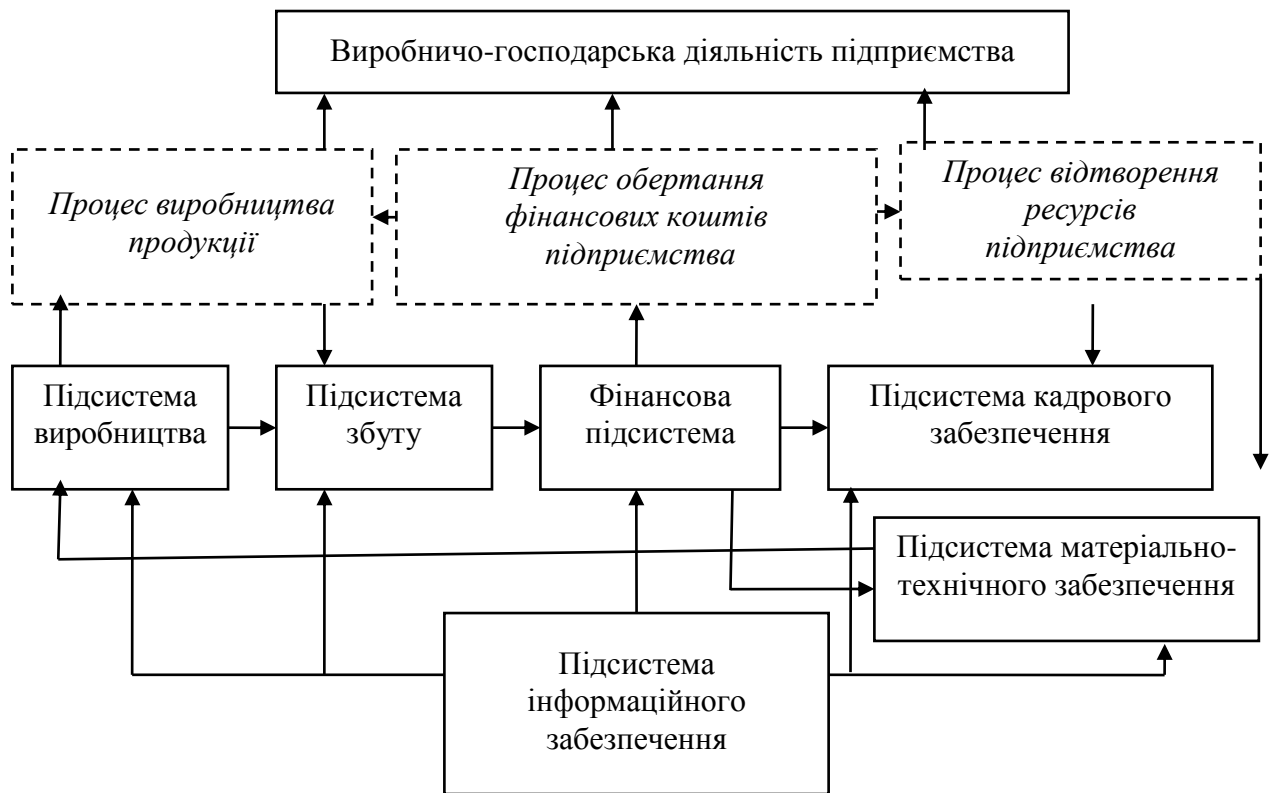 Виробничо-господарська діяльність підприємства
Процес виробництва
продукції
Процес обертання
фінансових коштів
підприємства
Процес відтворення
ресурсів
підприємства
Підсистема
виробництва
Підсистема
збуту
Фінансова
підсистема
Підсистема кадрового
забезпечення
Підсистема матеріально-
технічного забезпечення
Підсистема
інформаційного
забезпечення